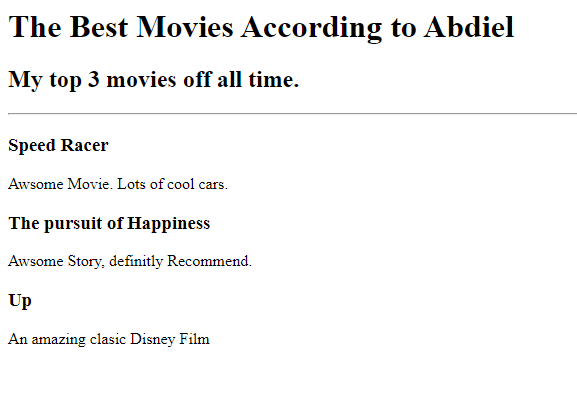 The Best Movies According to Abdiel
My top 3 movies off all time.
Speed Racer
Awsome Movie. Lots of cool cars.
The pursuit of Happiness
Awsome Story, definitly Recommend.
Up
An amazing clasic Disney Film